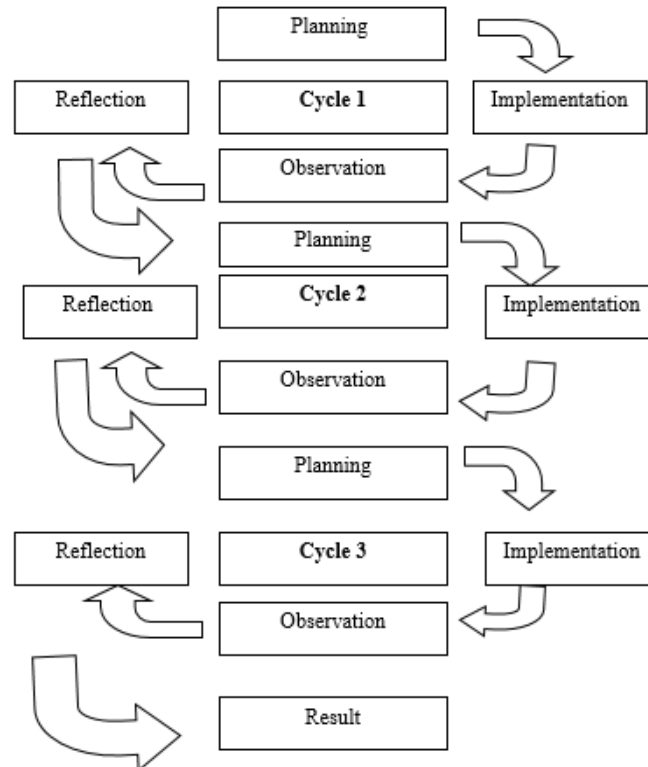 Planning
Reflection
Cycle 1
Implementation
Observation
Planning
Reflection
Cycle 2
Implementation
Observation
Planning
Reflection
Cycle 3
Implementation
Observation
Result